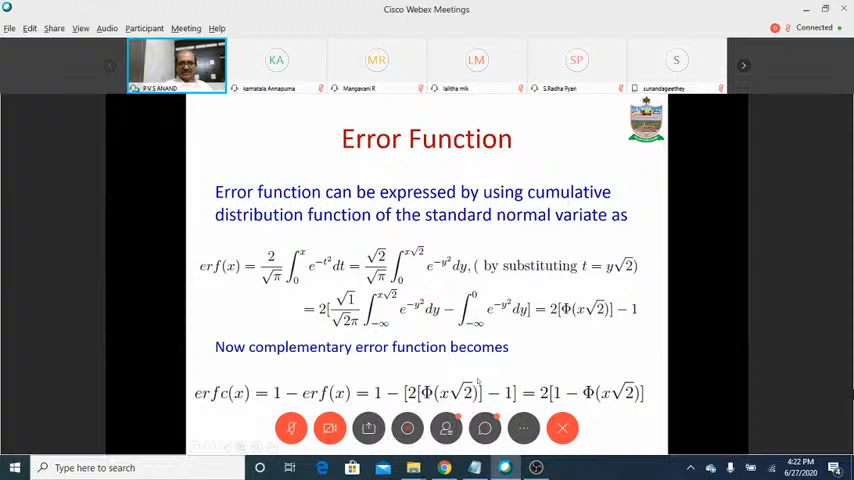 Cisco Webex Meetings
File Edit Share View Audio Participant Meeting Help
Connected
KA MR LM SP S
P.V.S ANAND kamatala Annapurna Mangavani R lalitha mlk S.Radha Pyari sunandageethey
Error Function
Error function can be expressed by using cumulative
distribution function of the standard normal variate as
erf(x) = 2/√π ∫₀ˣ e^{-t²} dt = √2/√π ∫₀^{x√2} e^{-y²} dy, ( by substituting t = y√2)
= 2[√1/√2π ∫_{-∞}^{x√2} e^{-y²} dy − ∫_{-∞}^{0} e^{-y²} dy] = 2[Φ(x√2)] − 1
Now complementary error function becomes
erfc(x) = 1 − erf(x) = 1 − [2[Φ(x√2)] − 1] = 2[1 − Φ(x√2)]
Type here to search
4:22 PM
6/27/2020
4